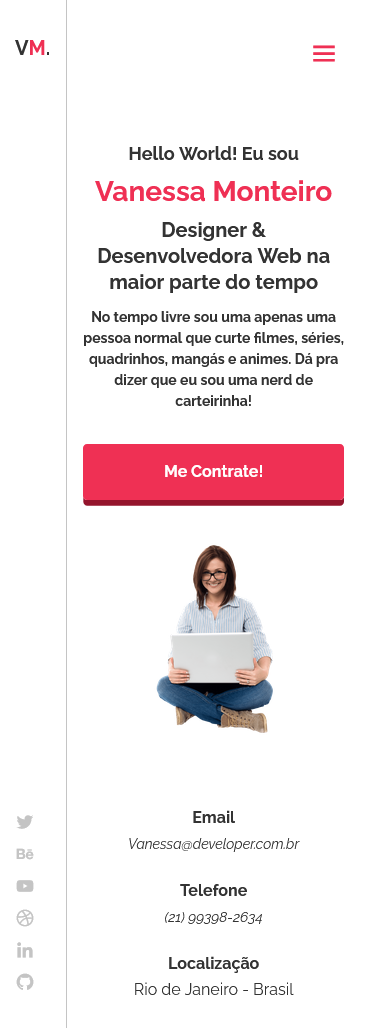 VM.
Hello World! Eu sou
Vanessa Monteiro
Designer &
Desenvolvedora Web na
maior parte do tempo
No tempo livre sou uma apenas uma
pessoa normal que curte filmes, séries,
quadrinhos, mangás e animes. Dá pra
dizer que eu sou uma nerd de
carteirinha!
Me Contrate!
Bē
in
Email
Vanessa@developer.com.br
Telefone
(21) 99398-2634
Localização
Rio de Janeiro - Brasil